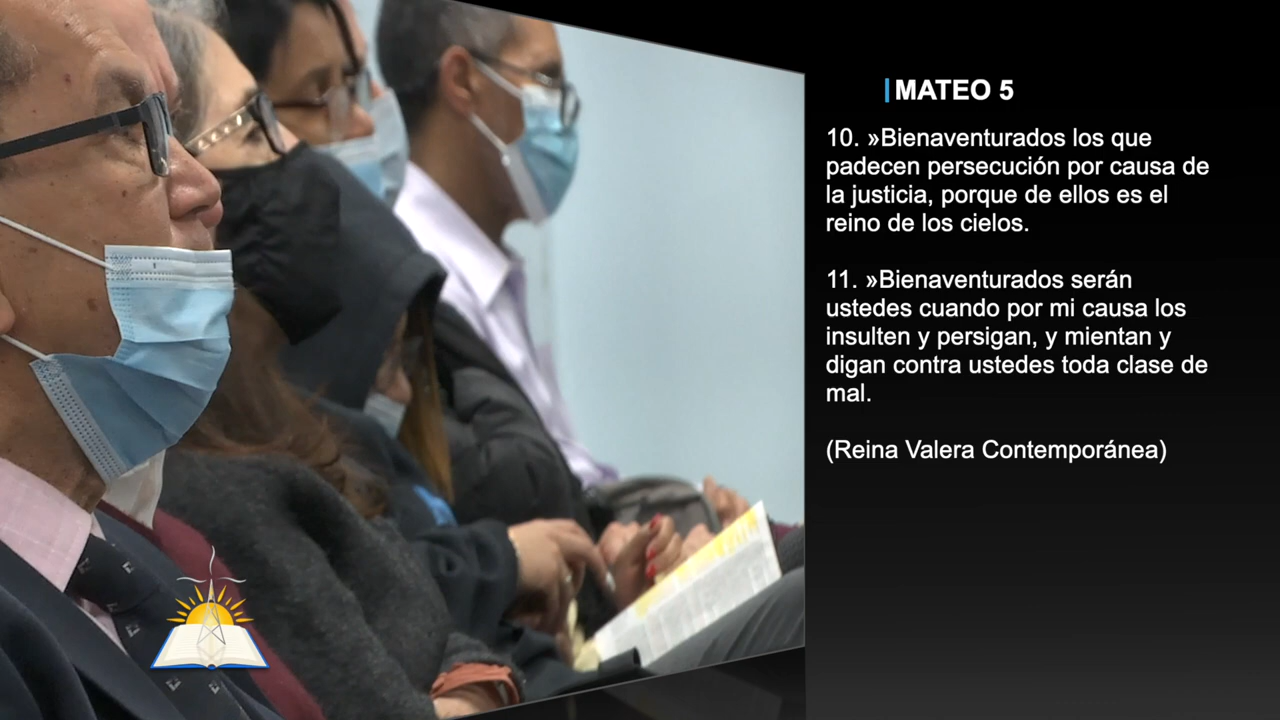 MATEO 5
10. »Bienaventurados los que
padecen persecución por causa de
la justicia, porque de ellos es el
reino de los cielos.
11. »Bienaventurados serán
ustedes cuando por mi causa los
insulten y persigan, y mientan y
digan contra ustedes toda clase de
mal.
(Reina Valera Contemporánea)